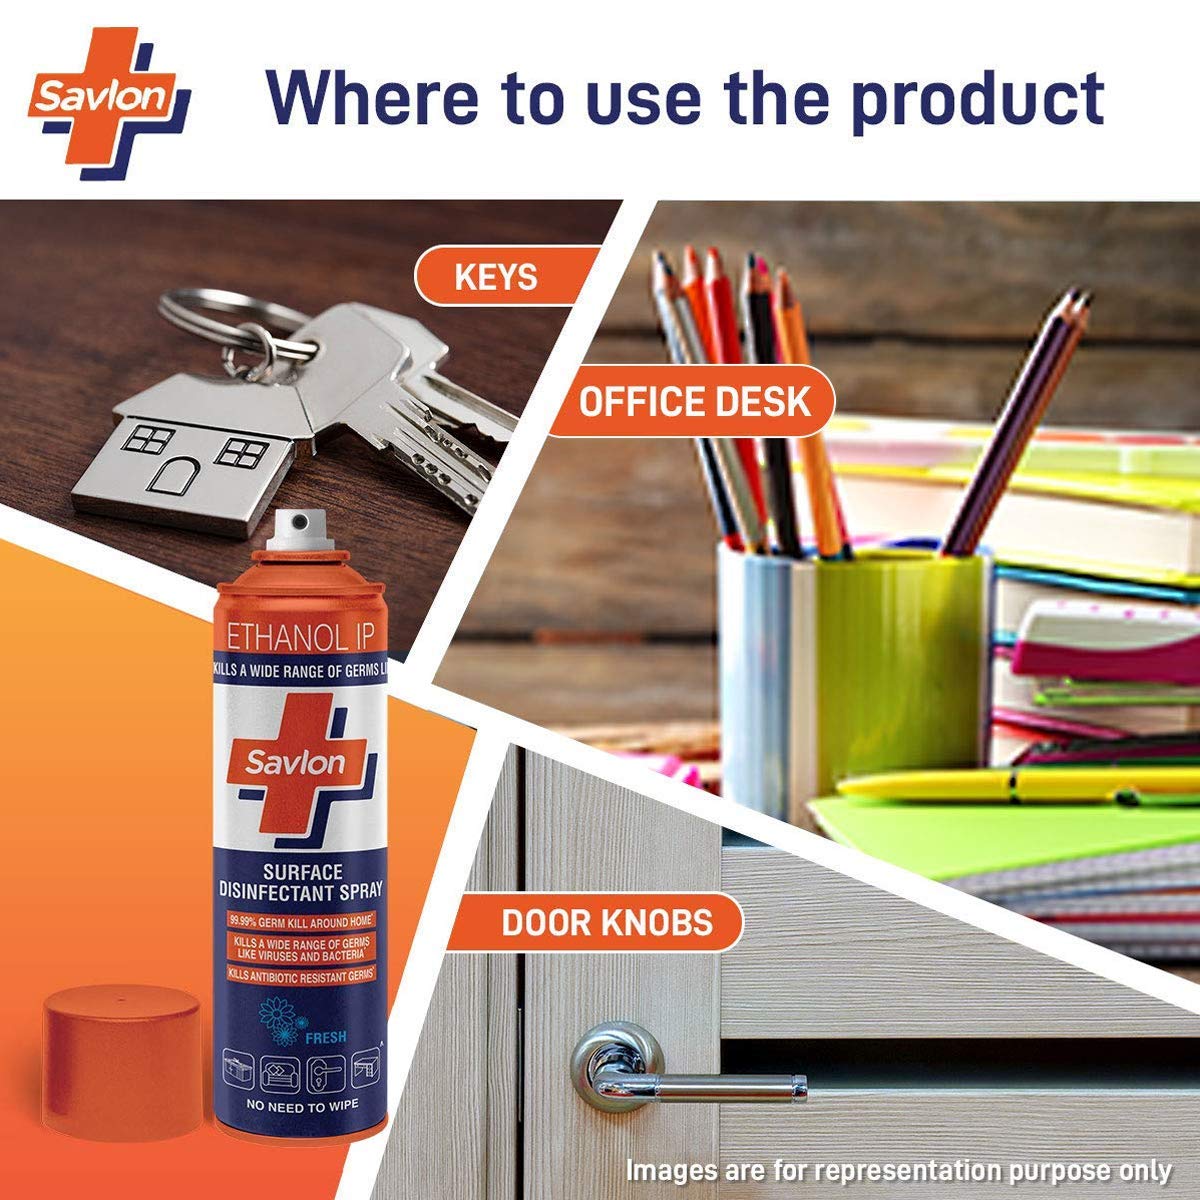 Savlon
Where to use the product
KEYS
OFFICE DESK
ETHANOL IP
KILLS A WIDE RANGE OF GERMS LI
Savlon
SURFACE
DISINFECTANT SPRAY
99.99% GERM KILL AROUND HOME*
KILLS A WIDE RANGE OF GERMS
LIKE VIRUSES AND BACTERIA*
KILLS ANTIBIOTIC RESISTANT GERMS*
FRESH
NO NEED TO WIPE
DOOR KNOBS
Images are for representation purpose only